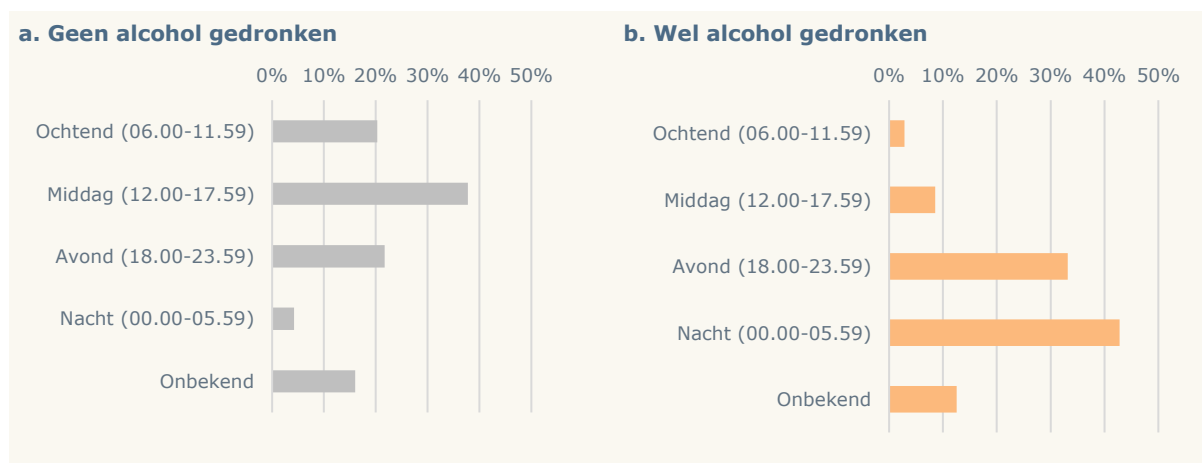 a. Geen alcohol gedronken
0% 10% 20% 30% 40% 50%
Ochtend (06.00-11.59)
Middag (12.00-17.59)
Avond (18.00-23.59)
Nacht (00.00-05.59)
Onbekend
b. Wel alcohol gedronken
0% 10% 20% 30% 40% 50%
Ochtend (06.00-11.59)
Middag (12.00-17.59)
Avond (18.00-23.59)
Nacht (00.00-05.59)
Onbekend